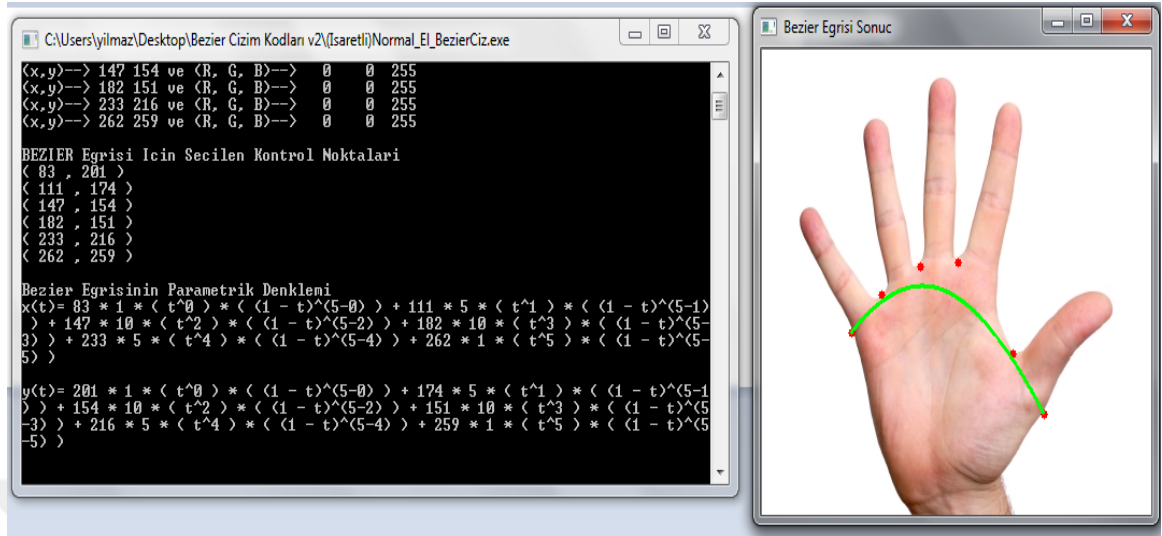 C:\Users\yilmaz\Desktop\Bezier Cizim Kodları v2\(Isaretli)Normal_El_BezierCiz.exe
(x,y)--> 147 154 ve (R, G, B)--> 0 0 255
(x,y)--> 182 151 ve (R, G, B)--> 0 0 255
(x,y)--> 233 216 ve (R, G, B)--> 0 0 255
(x,y)--> 262 259 ve (R, G, B)--> 0 0 255
BEZIER Egrisi Icin Secilen Kontrol Noktalari
( 83 , 201 )
( 111 , 174 )
( 147 , 154 )
( 182 , 151 )
( 233 , 216 )
( 262 , 259 )
Bezier Egrisinin Parametrik Denklemi
x(t)= 83 * 1 * ( t^0 ) * ( (1 - t)^(5-0) ) + 111 * 5 * ( t^1 ) * ( (1 - t)^(5-1)
) + 147 * 10 * ( t^2 ) * ( (1 - t)^(5-2) ) + 182 * 10 * ( t^3 ) * ( (1 - t)^(5-
3) ) + 233 * 5 * ( t^4 ) * ( (1 - t)^(5-4) ) + 262 * 1 * ( t^5 ) * ( (1 - t)^(5-
5) )
y(t)= 201 * 1 * ( t^0 ) * ( (1 - t)^(5-0) ) + 174 * 5 * ( t^1 ) * ( (1 - t)^(5-1
) ) + 154 * 10 * ( t^2 ) * ( (1 - t)^(5-2) ) + 151 * 10 * ( t^3 ) * ( (1 - t)^(5
-3) ) + 216 * 5 * ( t^4 ) * ( (1 - t)^(5-4) ) + 259 * 1 * ( t^5 ) * ( (1 - t)^(5
-5) )
Bezier Egrisi Sonuc